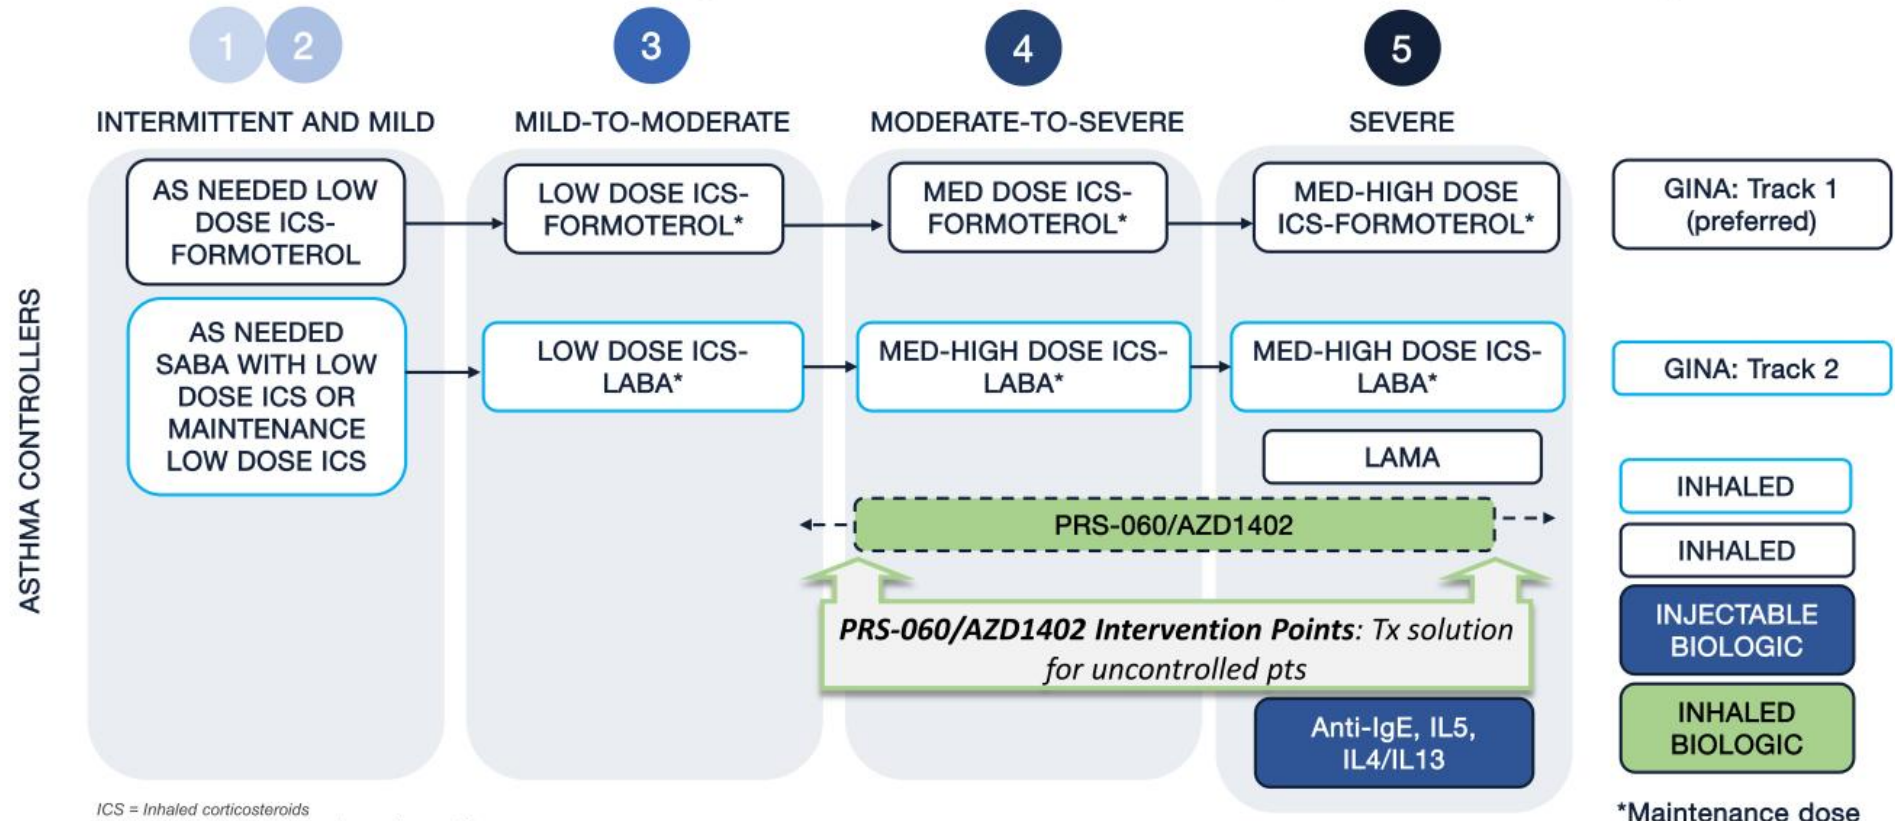 1
2
3
4
5
INTERMITTENT AND MILD
MILD-TO-MODERATE
MODERATE-TO-SEVERE
SEVERE
ASTHMA CONTROLLERS
AS NEEDED LOW
DOSE ICS-
FORMOTEROL
LOW DOSE ICS-
FORMOTEROL*
MED DOSE ICS-
FORMOTEROL*
MED-HIGH DOSE
ICS-FORMOTEROL*
GINA: Track 1
(preferred)
AS NEEDED
SABA WITH LOW
DOSE ICS OR
MAINTENANCE
LOW DOSE ICS
LOW DOSE ICS-
LABA*
MED-HIGH DOSE ICS-
LABA*
MED-HIGH DOSE ICS-
LABA*
GINA: Track 2
LAMA
PRS-060/AZD1402
PRS-060/AZD1402 Intervention Points: Tx solution
for uncontrolled pts
Anti-IgE, IL5,
IL4/IL13
INHALED
INHALED
INJECTABLE
BIOLOGIC
INHALED
BIOLOGIC
ICS = Inhaled corticosteroids
*Maintenance dose